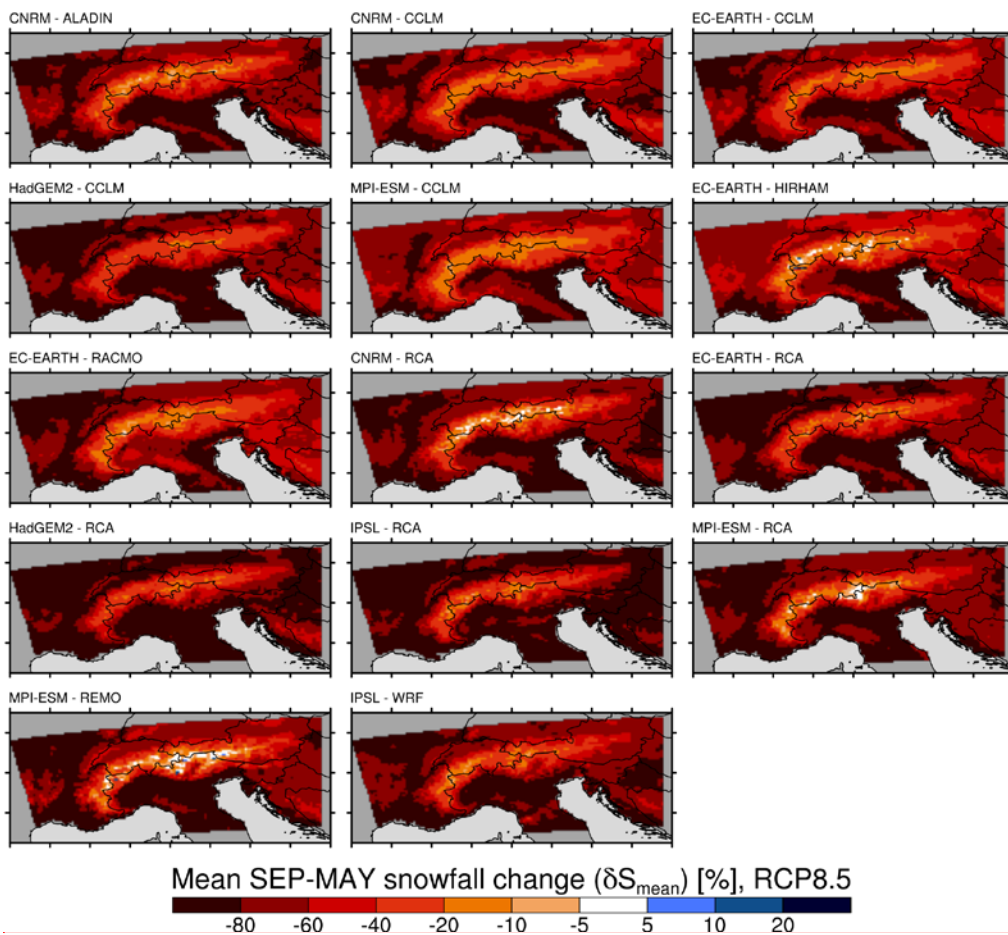 CNRM - ALADIN
CNRM - CCLM
EC-EARTH - CCLM
HadGEM2 - CCLM
MPI-ESM - CCLM
EC-EARTH - HIRHAM
EC-EARTH - RACMO
CNRM - RCA
EC-EARTH - RCA
HadGEM2 - RCA
IPSL - RCA
MPI-ESM - RCA
MPI-ESM - REMO
IPSL - WRF
Mean SEP-MAY snowfall change (δS_mean) [%], RCP8.5
-80 -60 -40 -20 -10 -5 5 10 20